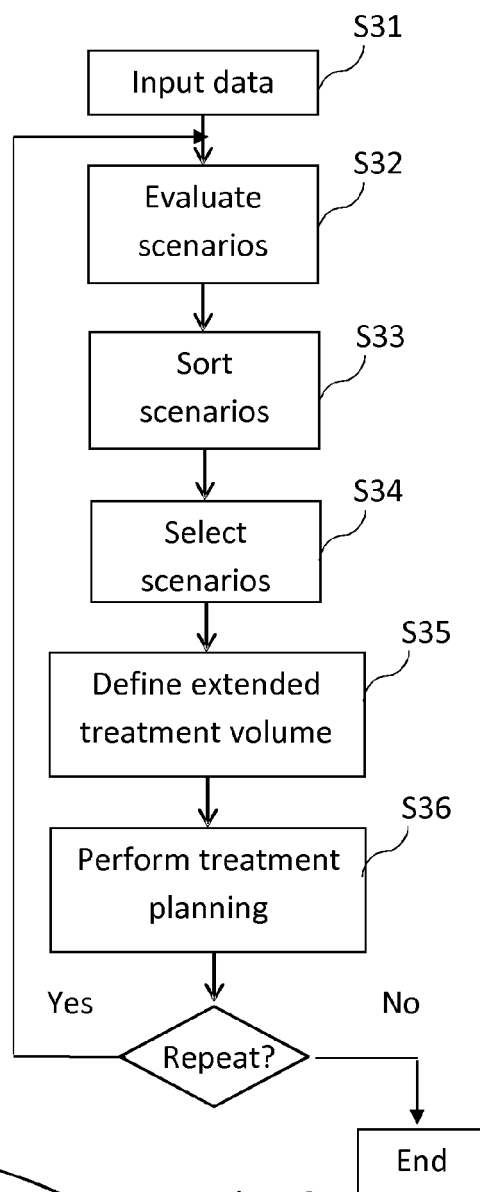 S31
Input data
S32
Evaluate
scenarios
S33
Sort
scenarios
S34
Select
scenarios
S35
Define extended
treatment volume
S36
Perform treatment
planning
Yes
No
Repeat?
End